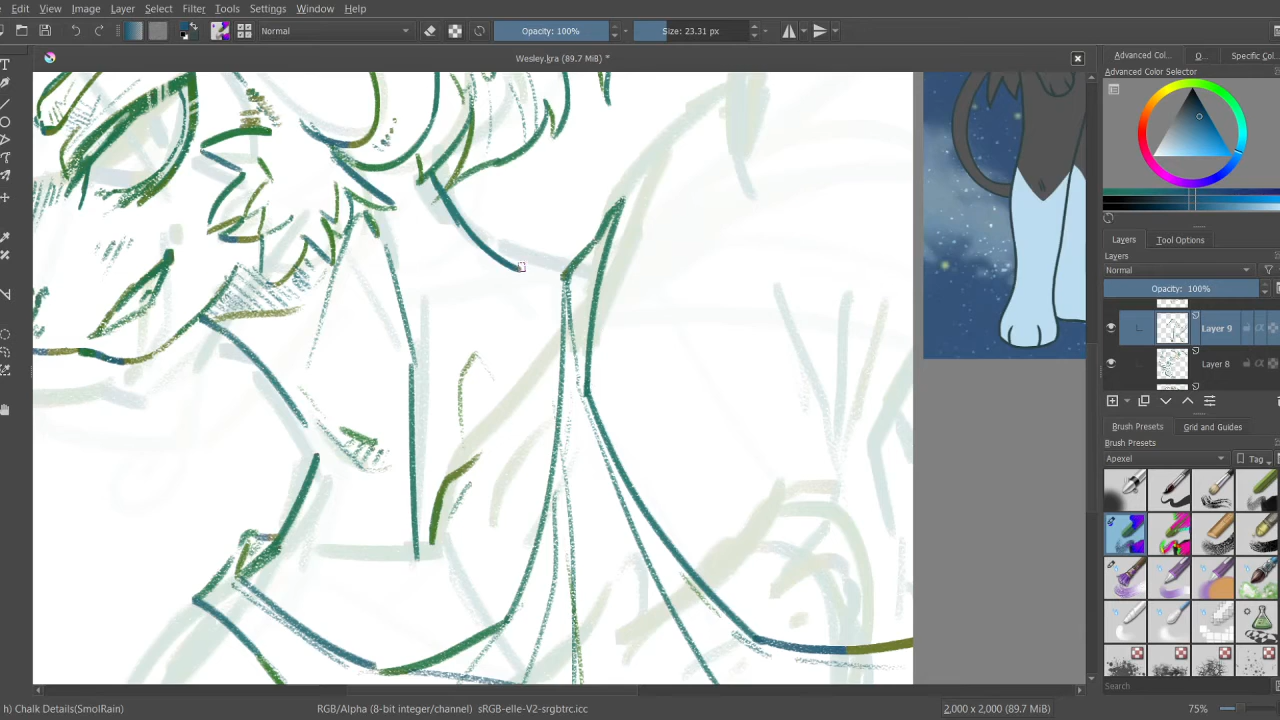 Edit View Image Layer Select Filter Tools Settings Window Help
Normal
Opacity: 100%
Size: 23.31 px
Wesley.kra (89.7 MiB) *
Advanced Col...
O...
Specific Col...
Advanced Color Selector
Layers
Tool Options
Layers
Normal
Opacity: 100%
Layer 9
Layer 8
Brush Presets
Grid and Guides
Brush Presets
Apexel
Tag
Search
h) Chalk Details(SmolRain)
RGB/Alpha (8-bit integer/channel) sRGB-elle-V2-srgbtrc.icc
2,000 x 2,000 (89.7 MiB)
75%